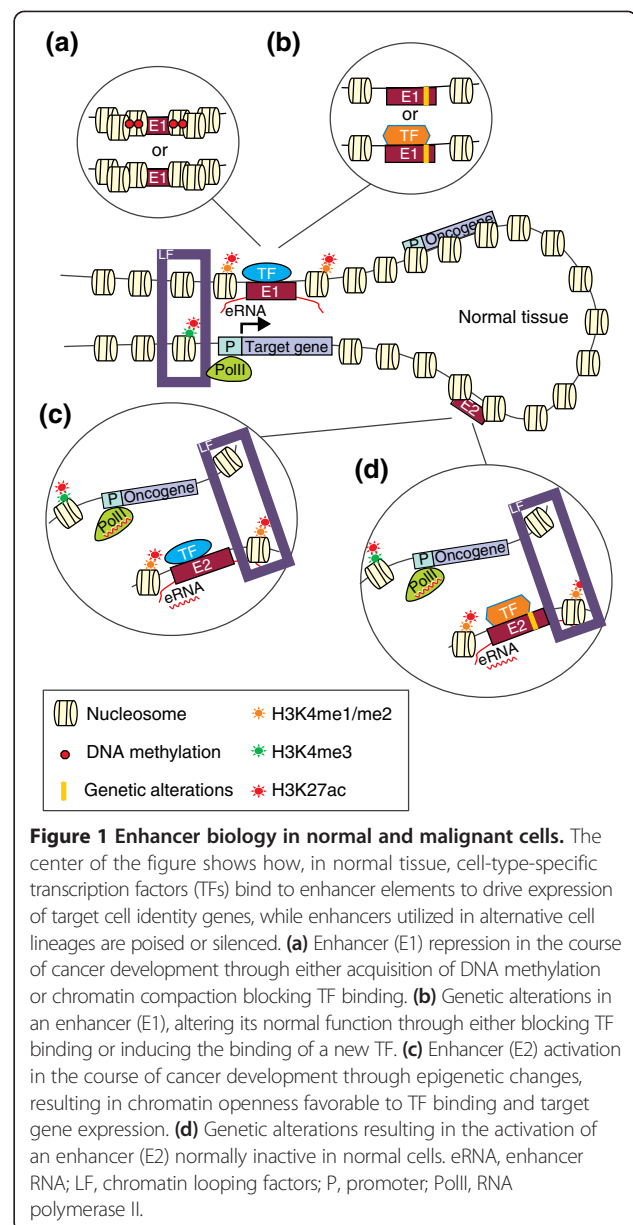 (a)
(b)
E1
or
E1
E1
or
TF
E1
LF
TF
E1
eRNA
P Oncogene
Normal tissue
P Target gene
PolII
E2
(c)
(d)
LF
P Oncogene
PolII
TF
E2
eRNA
LF
P Oncogene
PolII
TF
E2
eRNA
Nucleosome
H3K4me1/me2
DNA methylation
H3K4me3
Genetic alterations
H3K27ac
Figure 1 Enhancer biology in normal and malignant cells. The
center of the figure shows how, in normal tissue, cell-type-specific
transcription factors (TFs) bind to enhancer elements to drive expression
of target cell identity genes, while enhancers utilized in alternative cell
lineages are poised or silenced. (a) Enhancer (E1) repression in the course
of cancer development through either acquisition of DNA methylation
or chromatin compaction blocking TF binding. (b) Genetic alterations in
an enhancer (E1), altering its normal function through either blocking TF
binding or inducing the binding of a new TF. (c) Enhancer (E2) activation
in the course of cancer development through epigenetic changes,
resulting in chromatin openness favorable to TF binding and target
gene expression. (d) Genetic alterations resulting in the activation of
an enhancer (E2) normally inactive in normal cells. eRNA, enhancer
RNA; LF, chromatin looping factors; P, promoter; PolII, RNA
polymerase II.